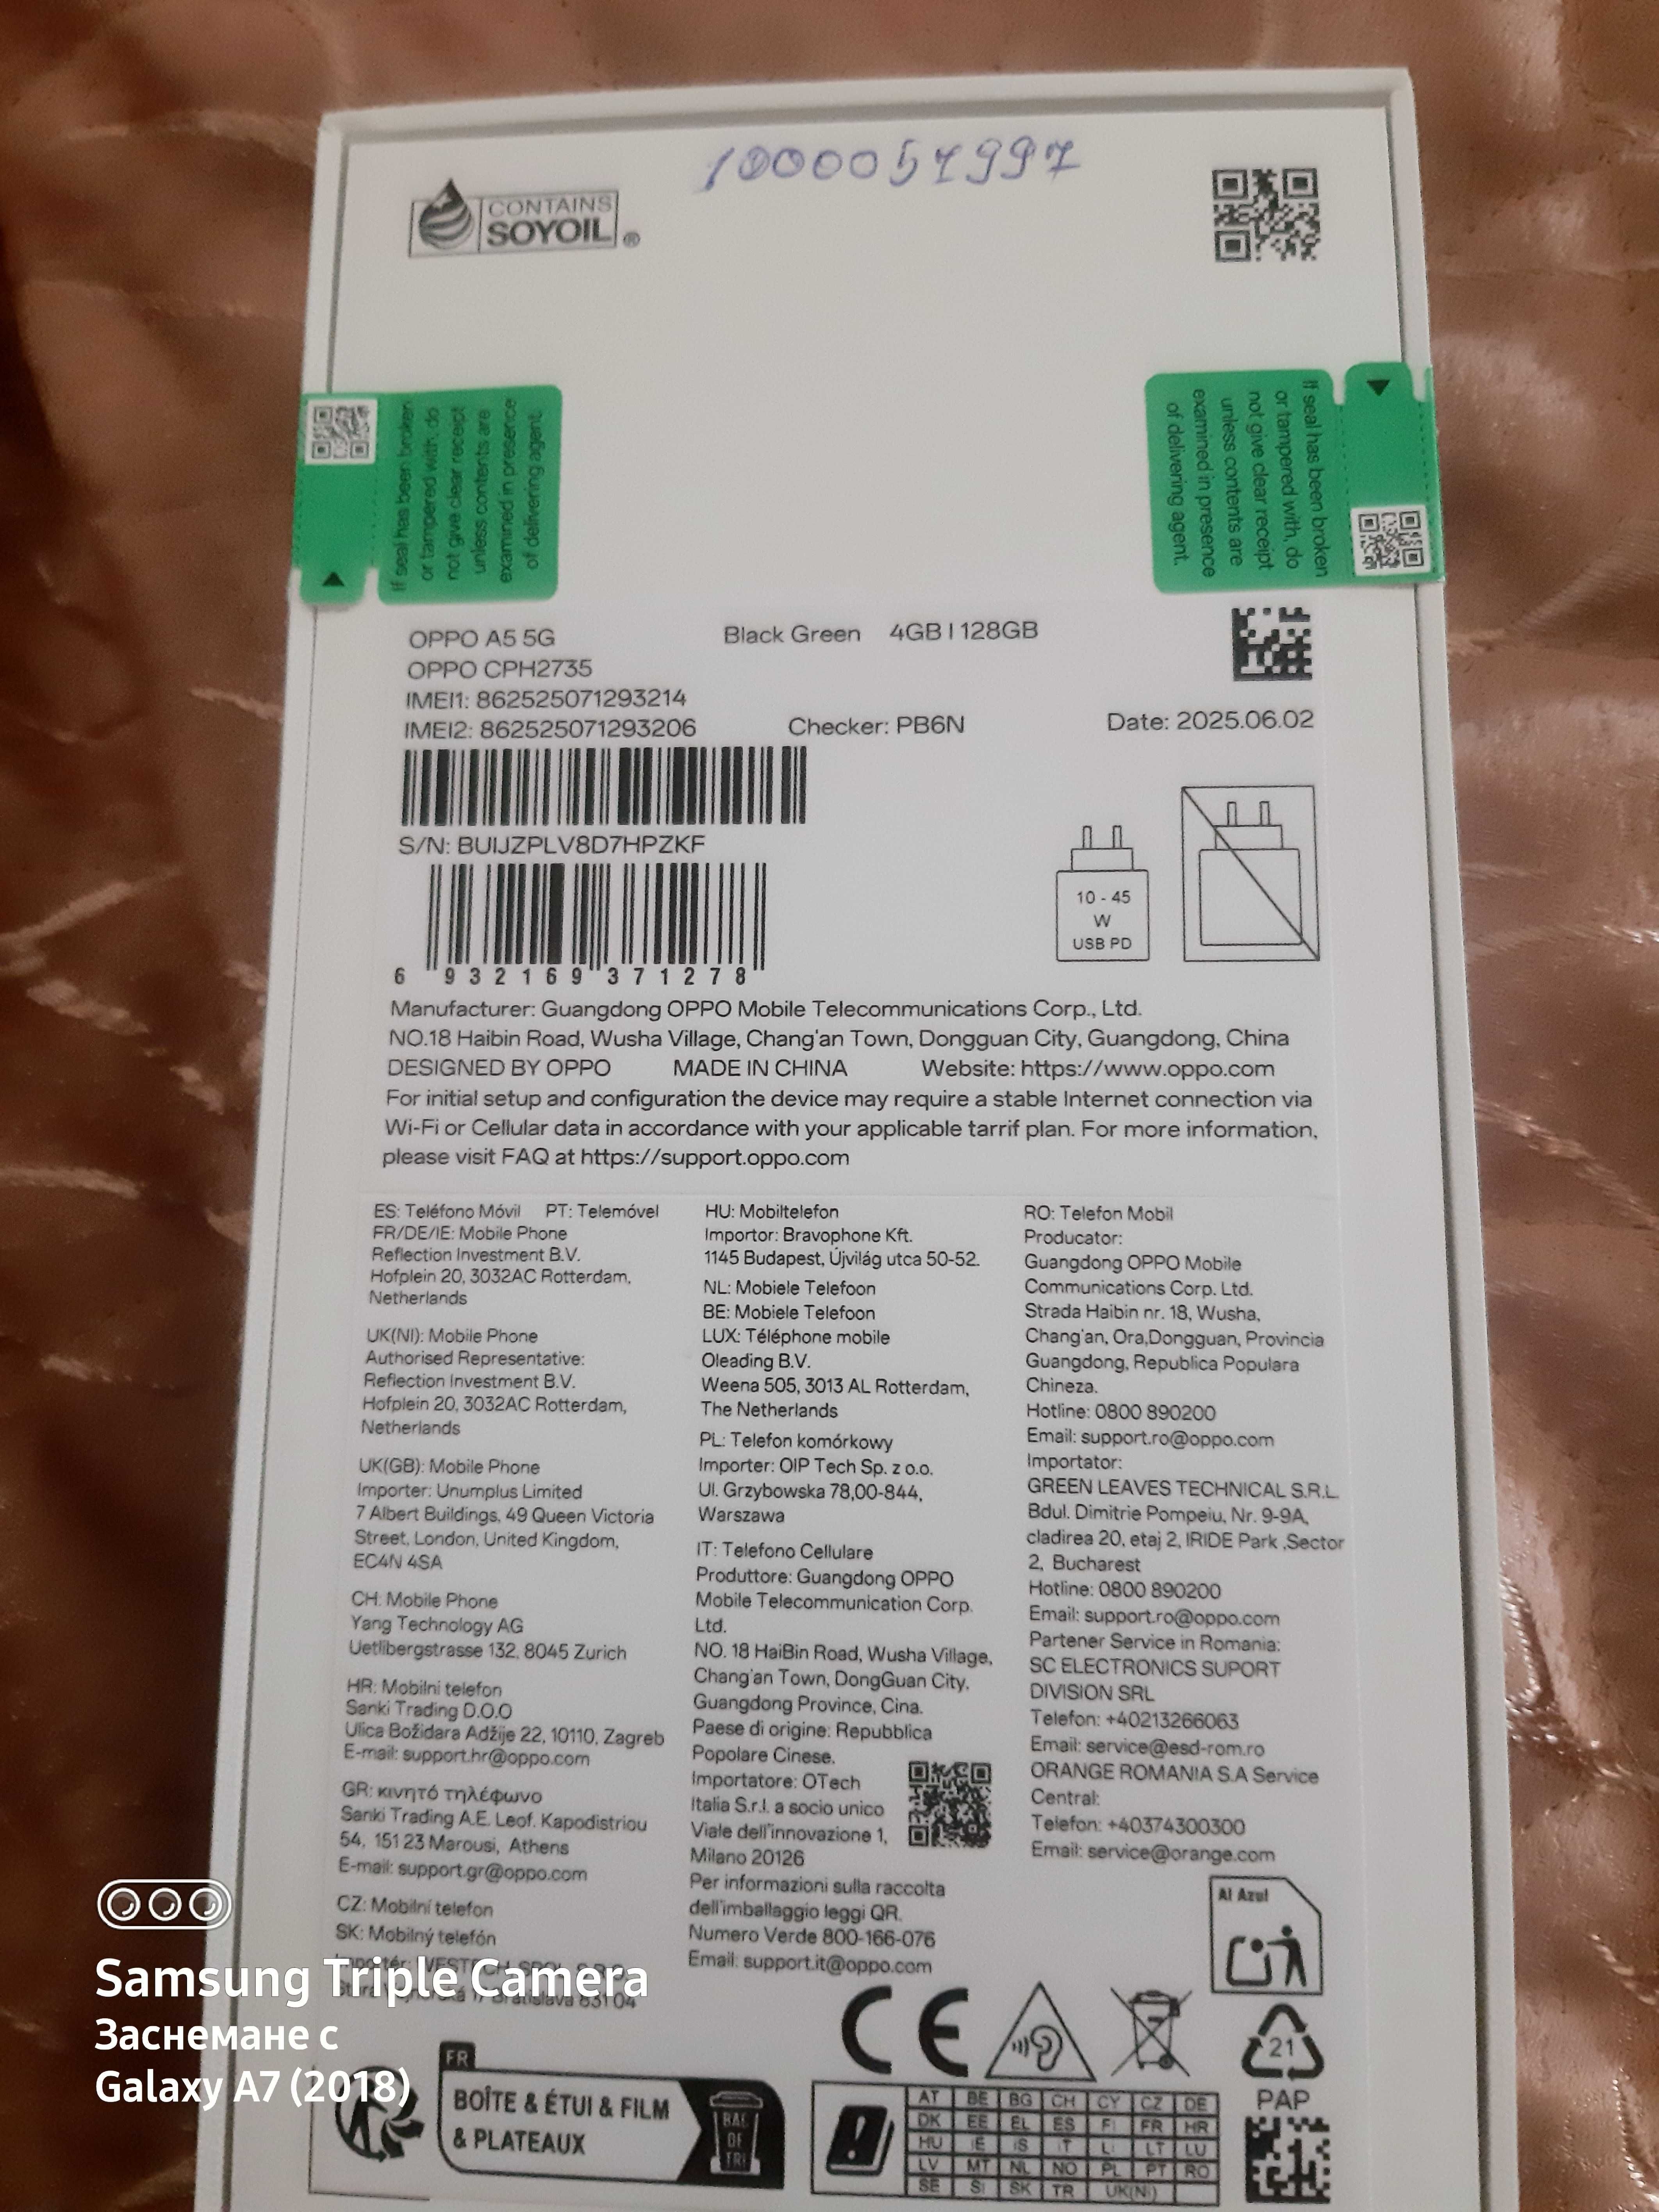 1000057997
CONTAINS
SOYOIL ®
If seal has been broken
or tampered with, do
not give clear receipt
unless contents are
examined in presence
of delivering agent.
If seal has been broken
or tampered with, do
not give clear receipt
unless contents are
examined in presence
of delivering agent.
OPPO A5 5G Black Green 4GB | 128GB
OPPO CPH2735
IMEI1: 862525071293214
IMEI2: 862525071293206 Checker: PB6N Date: 2025.06.02
S/N: BUIJZPLV8D7HPZKF
10 - 45
W
USB PD
6 932169 371278
Manufacturer: Guangdong OPPO Mobile Telecommunications Corp., Ltd.
NO.18 Haibin Road, Wusha Village, Chang'an Town, Dongguan City, Guangdong, China
DESIGNED BY OPPO MADE IN CHINA Website: https://www.oppo.com
For initial setup and configuration the device may require a stable Internet connection via
Wi-Fi or Cellular data in accordance with your applicable tarrif plan. For more information,
please visit FAQ at https://support.oppo.com
ES: Teléfono Móvil PT: Telemóvel
FR/DE/IE: Mobile Phone
Reflection Investment B.V.
Hofplein 20, 3032AC Rotterdam,
Netherlands
UK(NI): Mobile Phone
Authorised Representative:
Reflection Investment B.V.
Hofplein 20, 3032AC Rotterdam,
Netherlands
UK(GB): Mobile Phone
Importer: Unumplus Limited
7 Albert Buildings, 49 Queen Victoria
Street, London, United Kingdom,
EC4N 4SA
CH: Mobile Phone
Yang Technology AG
Uetlibergstrasse 132, 8045 Zurich
HR: Mobilni telefon
Sanki Trading D.O.O
Ulica Božidara Adžije 22, 10110, Zagreb
E-mail: support.hr@oppo.com
GR: κινητό τηλέφωνο
Sanki Trading A.E. Leof. Kapodistriou
54, 151 23 Marousi, Athens
E-mail: support.gr@oppo.com
CZ: Mobilní telefon
SK: Mobilný telefón
Bratislava 831 04
HU: Mobiltelefon
Importor: Bravophone Kft.
1145 Budapest, Újvilág utca 50-52.
NL: Mobiele Telefoon
BE: Mobiele Telefoon
LUX: Téléphone mobile
Oleading B.V.
Weena 505, 3013 AL Rotterdam,
The Netherlands
PL: Telefon komórkowy
Importer: OIP Tech Sp. z o.o.
Ul. Grzybowska 78,00-844,
Warszawa
IT: Telefono Cellulare
Produttore: Guangdong OPPO
Mobile Telecommunication Corp.
Ltd.
NO. 18 HaiBin Road, Wusha Village,
Chang'an Town, DongGuan City,
Guangdong Province, Cina.
Paese di origine: Repubblica
Popolare Cinese.
Importatore: OTech
Italia S.r.l. a socio unico
Viale dell'innovazione 1,
Milano 20126
Per informazioni sulla raccolta
dell'imballaggio leggi QR.
Numero Verde 800-166-076
Email: support.it@oppo.com
RO: Telefon Mobil
Producator:
Guangdong OPPO Mobile
Communications Corp. Ltd.
Strada Haibin nr. 18, Wusha,
Chang'an, Ora,Dongguan, Provincia
Guangdong, Republica Populara
Chineza.
Hotline: 0800 890200
Email: support.ro@oppo.com
Importator:
GREEN LEAVES TECHNICAL S.R.L.
Bdul. Dimitrie Pompeiu, Nr. 9-9A,
cladirea 20, etaj 2, IRIDE Park ,Sector
2, Bucharest
Hotline: 0800 890200
Email: support.ro@oppo.com
Partener Service in Romania:
SC ELECTRONICS SUPORT
DIVISION SRL
Telefon: +40213266063
Email: service@esd-rom.ro
ORANGE ROMANIA S.A Service
Central:
Telefon: +40374300300
Email: service@orange.com
Al Azul
CE
21
PAP
FR
BOÎTE & ÉTUI & FILM
& PLATEAUX
BAC
DE
TRI
AT BE BG CH CY CZ DE
DK EE EL ES FI FR HR
HU IE IS IT LI LT LU
LV MT NL NO PL PT RO
SE SI SK TR UK(NI)
Samsung Triple Camera
Заснемане с
Galaxy A7 (2018)